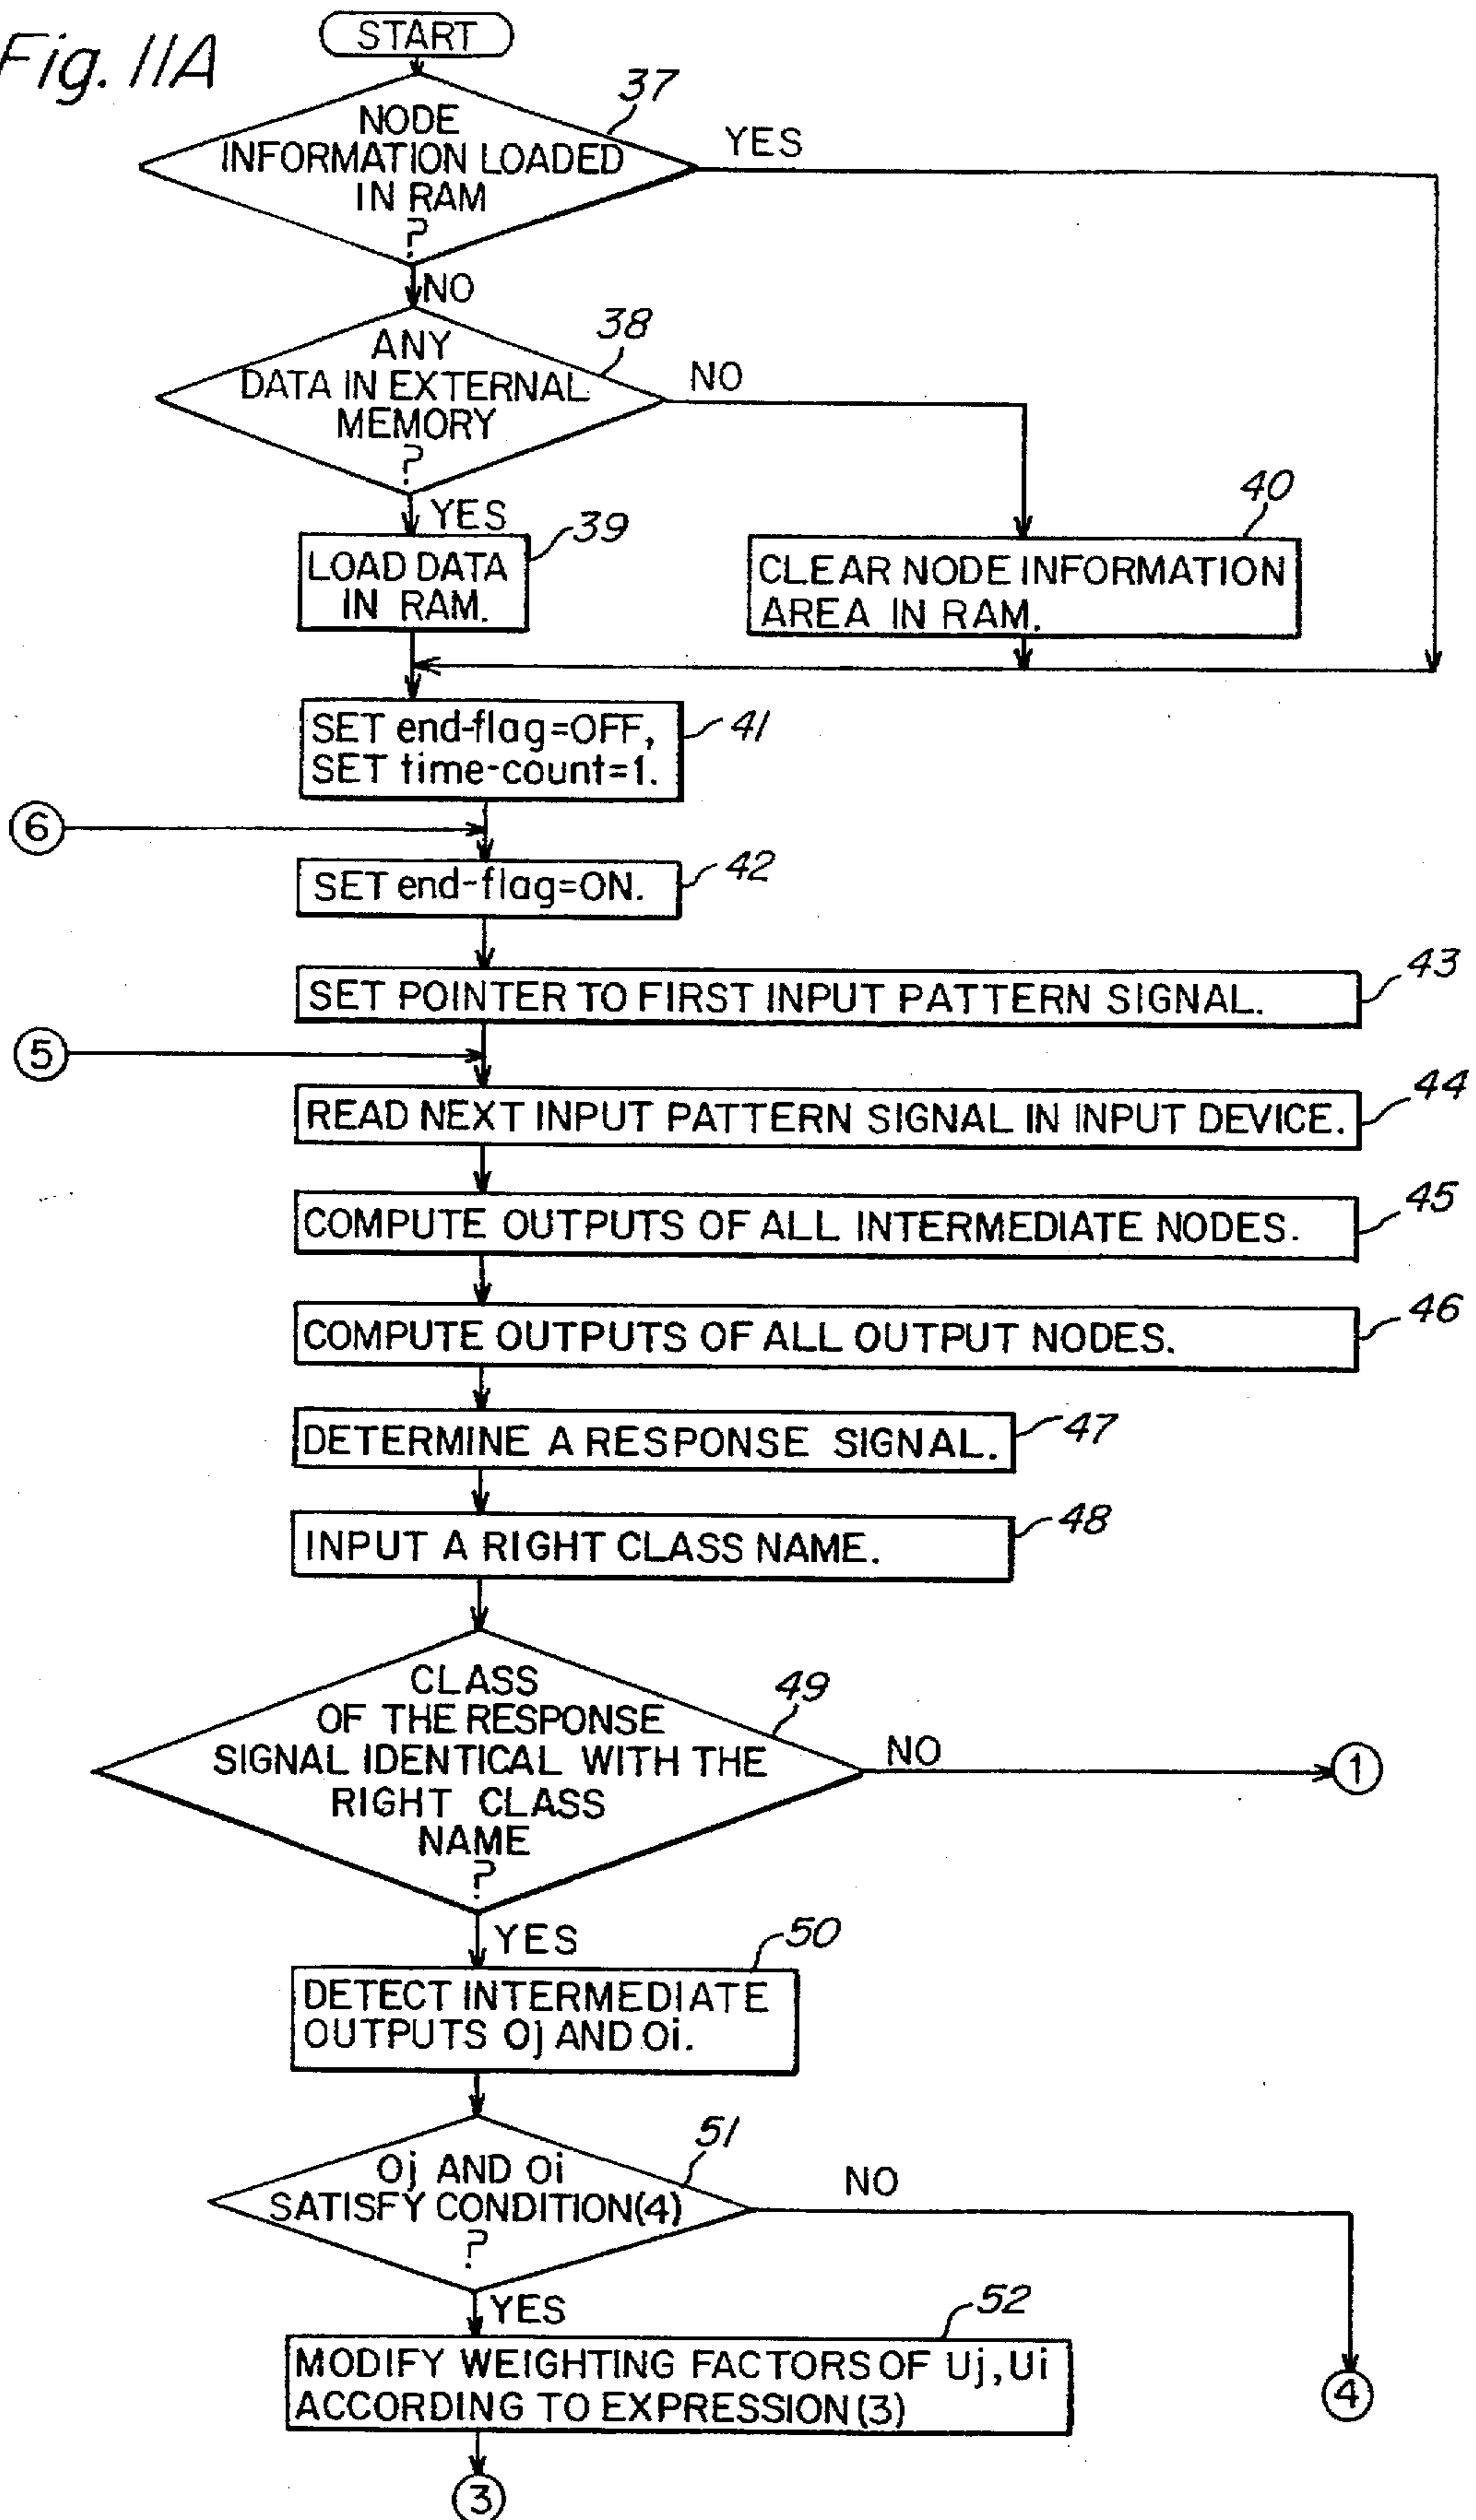 Fig. 11A
START
37
NODE
INFORMATION LOADED
IN RAM
?
YES
NO
38
ANY
DATA IN EXTERNAL
MEMORY
?
NO
YES
39
LOAD DATA
IN RAM.
40
CLEAR NODE INFORMATION
AREA IN RAM.
SET end-flag=OFF,
SET time-count=1.
41
6
SET end-flag=ON.
42
SET POINTER TO FIRST INPUT PATTERN SIGNAL.
43
5
READ NEXT INPUT PATTERN SIGNAL IN INPUT DEVICE.
44
COMPUTE OUTPUTS OF ALL INTERMEDIATE NODES.
45
COMPUTE OUTPUTS OF ALL OUTPUT NODES.
46
DETERMINE A RESPONSE SIGNAL.
47
INPUT A RIGHT CLASS NAME.
48
CLASS
OF THE RESPONSE
SIGNAL IDENTICAL WITH THE
RIGHT CLASS
NAME
?
49
NO
1
YES
50
DETECT INTERMEDIATE
OUTPUTS Oj AND Oi.
51
Oj AND Oi
SATISFY CONDITION(4)
?
NO
4
YES
52
MODIFY WEIGHTING FACTORS OF Uj, Ui
ACCORDING TO EXPRESSION(3)
3